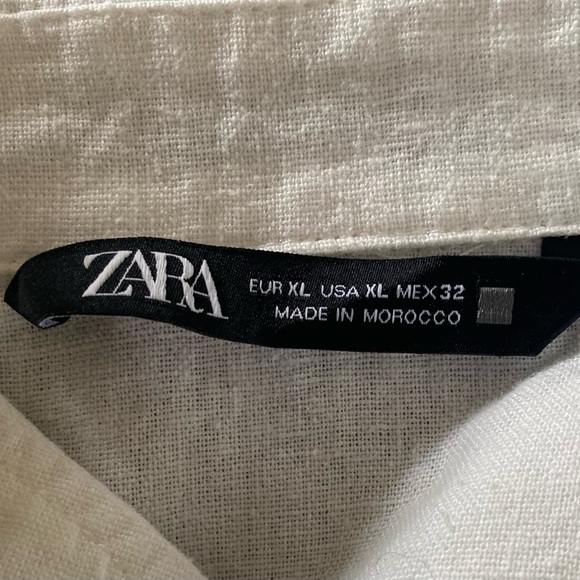 ZARA
EUR XL USA XL MEX 32
MADE IN MOROCCO